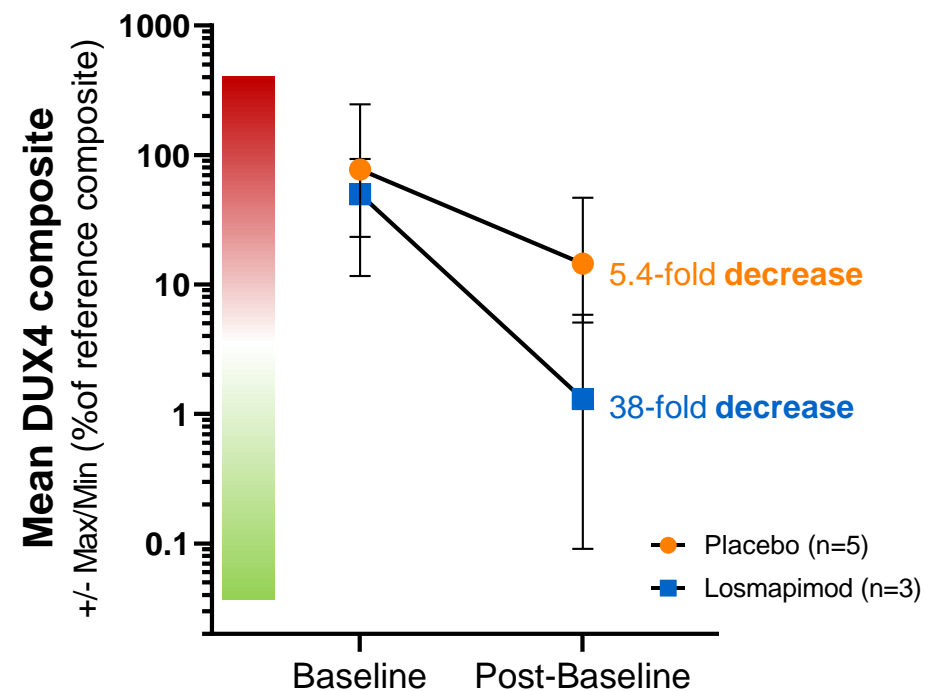 Mean DUX4 composite
+/- Max/Min (%of reference composite)
1000
100
10
1
0.1
5.4-fold decrease
38-fold decrease
Placebo (n=5)
Losmapimod (n=3)
Baseline
Post-Baseline